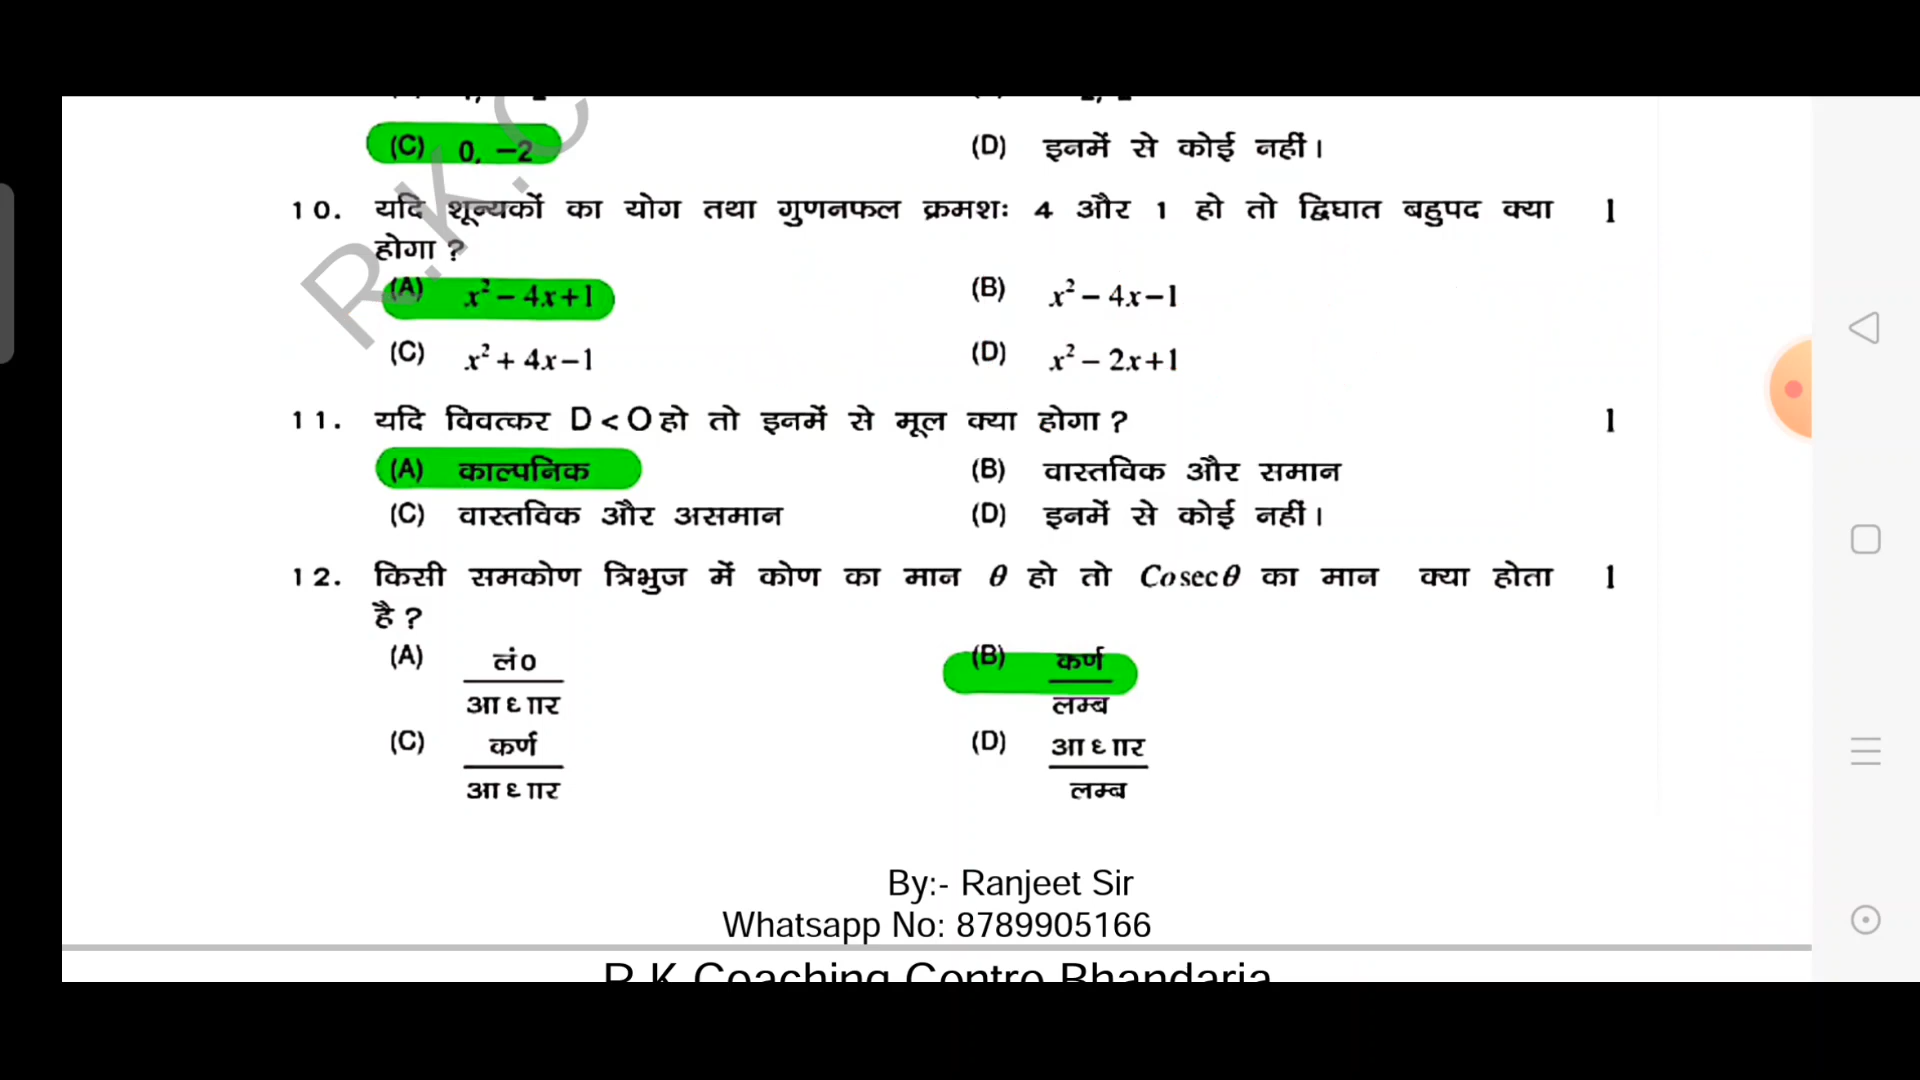 (C) 0, −2 (D) इनमें से कोई नहीं।
10. यदि शून्यकों का योग तथा गुणनफल क्रमशः 4 और 1 हो तो द्विघात बहुपद क्या 1
होगा ?
(A) x² − 4x+1 (B) x² − 4x−1
(C) x² + 4x−1 (D) x² − 2x+1
11. यदि विवत्कर D < O हो तो इनमें से मूल क्या होगा ? 1
(A) काल्पनिक (B) वास्तविक और समान
(C) वास्तविक और असमान (D) इनमें से कोई नहीं।
12. किसी समकोण त्रिभुज में कोण का मान θ हो तो Cosecθ का मान क्या होता 1
है ?
(A) लं० (B) कर्ण
आधार लम्ब
(C) कर्ण (D) आधार
आधार लम्ब
R.K.C
By:- Ranjeet Sir
Whatsapp No: 8789905166
R K Coaching Centre Bhandaria